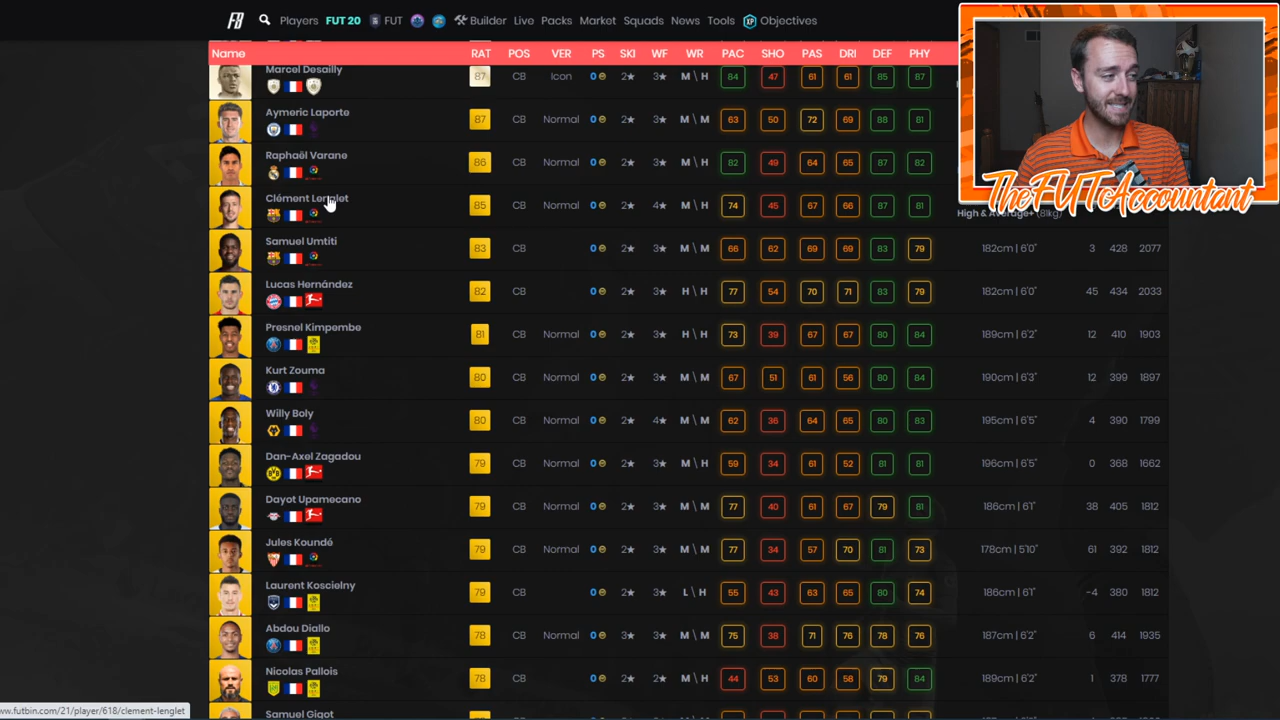 FB Players FUT 20 FUT Builder Live Packs Market Squads News Tools XP Objectives
Name RAT POS VER PS SKI WF WR PAC SHO PAS DRI DEF PHY
Marcel Desailly 87 CB Icon 0 2★ 3★ M \ H 84 47 61 61 85 87
Aymeric Laporte 87 CB Normal 0 2★ 3★ M \ M 63 50 72 69 88 81
Raphaël Varane 86 CB Normal 0 2★ 3★ M \ H 82 49 64 65 87 82
Clément Lenglet 85 CB Normal 0 2★ 4★ M \ M 74 45 67 66 87 81
High & Average+ (81kg)
TheFUTAccountant
Samuel Umtiti 83 CB 0 2★ 3★ M \ M 66 62 69 69 83 79 182cm | 6'0" 3 428 2077
Lucas Hernández 82 CB 0 2★ 3★ H \ H 77 54 70 71 83 79 182cm | 6'0" 45 434 2033
Presnel Kimpembe 81 CB Normal 0 2★ 3★ H \ H 73 39 67 67 80 84 189cm | 6'2" 12 410 1903
Kurt Zouma 80 CB Normal 0 2★ 3★ M \ M 67 51 61 56 80 84 190cm | 6'3" 12 399 1897
Willy Boly 80 CB Normal 0 2★ 4★ M \ M 62 36 64 65 80 83 195cm | 6'5" 4 390 1799
Dan-Axel Zagadou 79 CB Normal 0 2★ 3★ M \ H 59 34 61 52 81 81 196cm | 6'5" 0 368 1662
Dayot Upamecano 79 CB Normal 0 2★ 3★ M \ H 77 40 61 67 79 81 186cm | 6'1" 38 405 1812
Jules Koundé 79 CB Normal 0 2★ 3★ M \ M 77 34 57 70 81 73 178cm | 5'10" 61 392 1812
Laurent Koscielny 79 CB Normal 0 2★ 3★ L \ H 55 43 63 65 80 74 186cm | 6'1" -4 380 1812
Abdou Diallo 78 CB Normal 0 3★ 3★ M \ M 75 38 71 76 78 76 187cm | 6'2" 6 414 1935
Nicolas Pallois 78 CB 0 2★ 2★ M \ H 44 53 60 58 79 84 189cm | 6'2" 1 378 1777
Samuel Gigot
ww.futbin.com/21/player/618/clement-lenglet